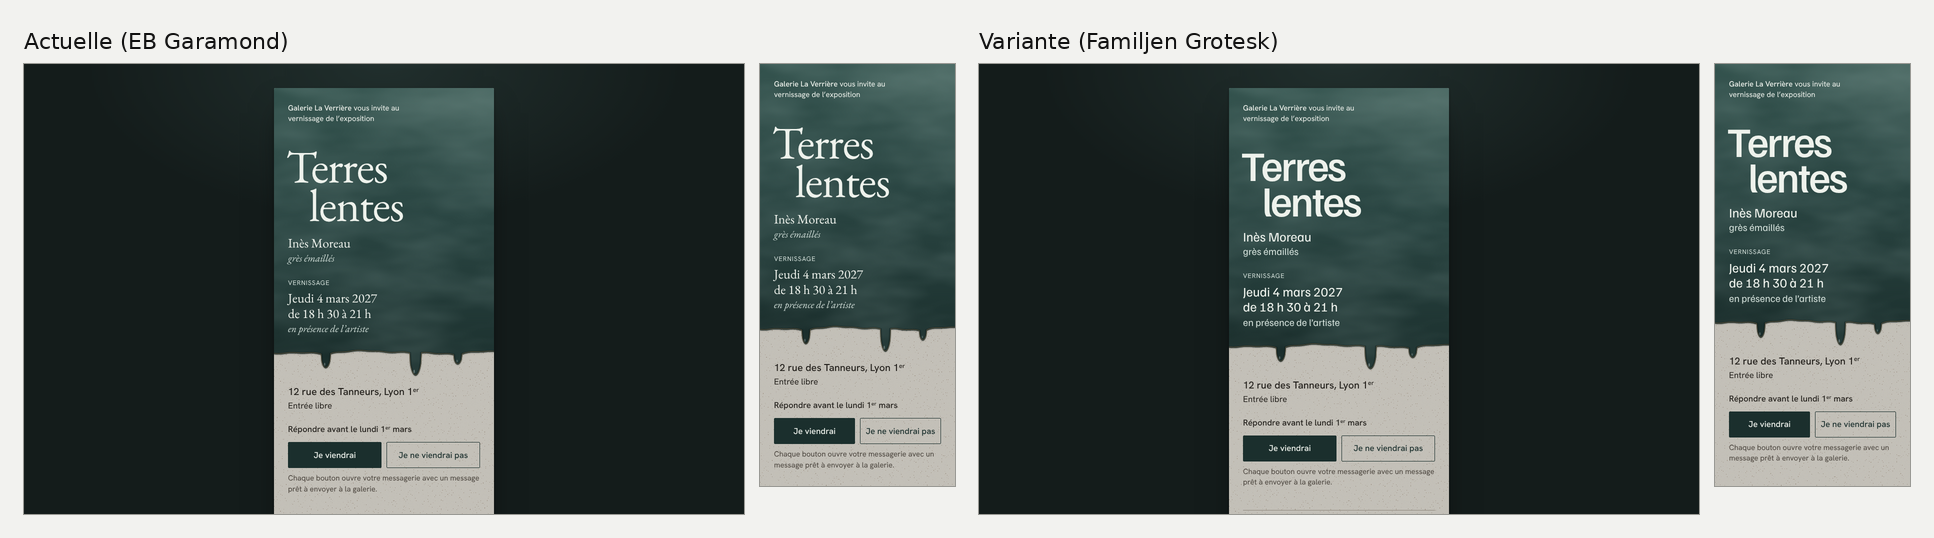 Actuelle (EB Garamond)
Galerie La Verrière vous invite au
vernissage de l'exposition
Terres
lentes
Inès Moreau
grès émaillés
VERNISSAGE
Jeudi 4 mars 2027
de 18 h 30 à 21 h
en présence de l'artiste
12 rue des Tanneurs, Lyon 1er
Entrée libre
Répondre avant le lundi 1er mars
Je viendrai
Je ne viendrai pas
Chaque bouton ouvre votre messagerie avec un message
prêt à envoyer à la galerie.
Galerie La Verrière vous invite au
vernissage de l'exposition
Terres
lentes
Inès Moreau
grès émaillés
VERNISSAGE
Jeudi 4 mars 2027
de 18 h 30 à 21 h
en présence de l'artiste
12 rue des Tanneurs, Lyon 1er
Entrée libre
Répondre avant le lundi 1er mars
Je viendrai
Je ne viendrai pas
Chaque bouton ouvre votre messagerie avec un
message prêt à envoyer à la galerie.
Variante (Familjen Grotesk)
Galerie La Verrière vous invite au
vernissage de l'exposition
Terres
lentes
Inès Moreau
grès émaillés
VERNISSAGE
Jeudi 4 mars 2027
de 18 h 30 à 21 h
en présence de l'artiste
12 rue des Tanneurs, Lyon 1er
Entrée libre
Répondre avant le lundi 1er mars
Je viendrai
Je ne viendrai pas
Chaque bouton ouvre votre messagerie avec un message
prêt à envoyer à la galerie.
Galerie La Verrière vous invite au
vernissage de l'exposition
Terres
lentes
Inès Moreau
grès émaillés
VERNISSAGE
Jeudi 4 mars 2027
de 18 h 30 à 21 h
en présence de l'artiste
12 rue des Tanneurs, Lyon 1er
Entrée libre
Répondre avant le lundi 1er mars
Je viendrai
Je ne viendrai pas
Chaque bouton ouvre votre messagerie avec un
message prêt à envoyer à la galerie.